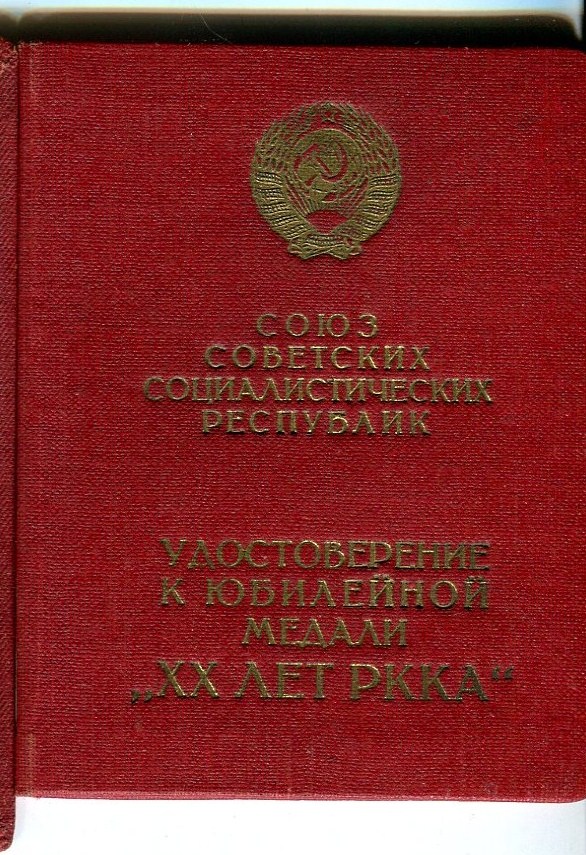 СОЮЗ
СОВЕТСКИХ
СОЦИАЛИСТИЧЕСКИХ
РЕСПУБЛИК
УДОСТОВЕРЕНИЕ
К ЮБИЛЕЙНОЙ
МЕДАЛИ
„XX ЛЕТ РККА“